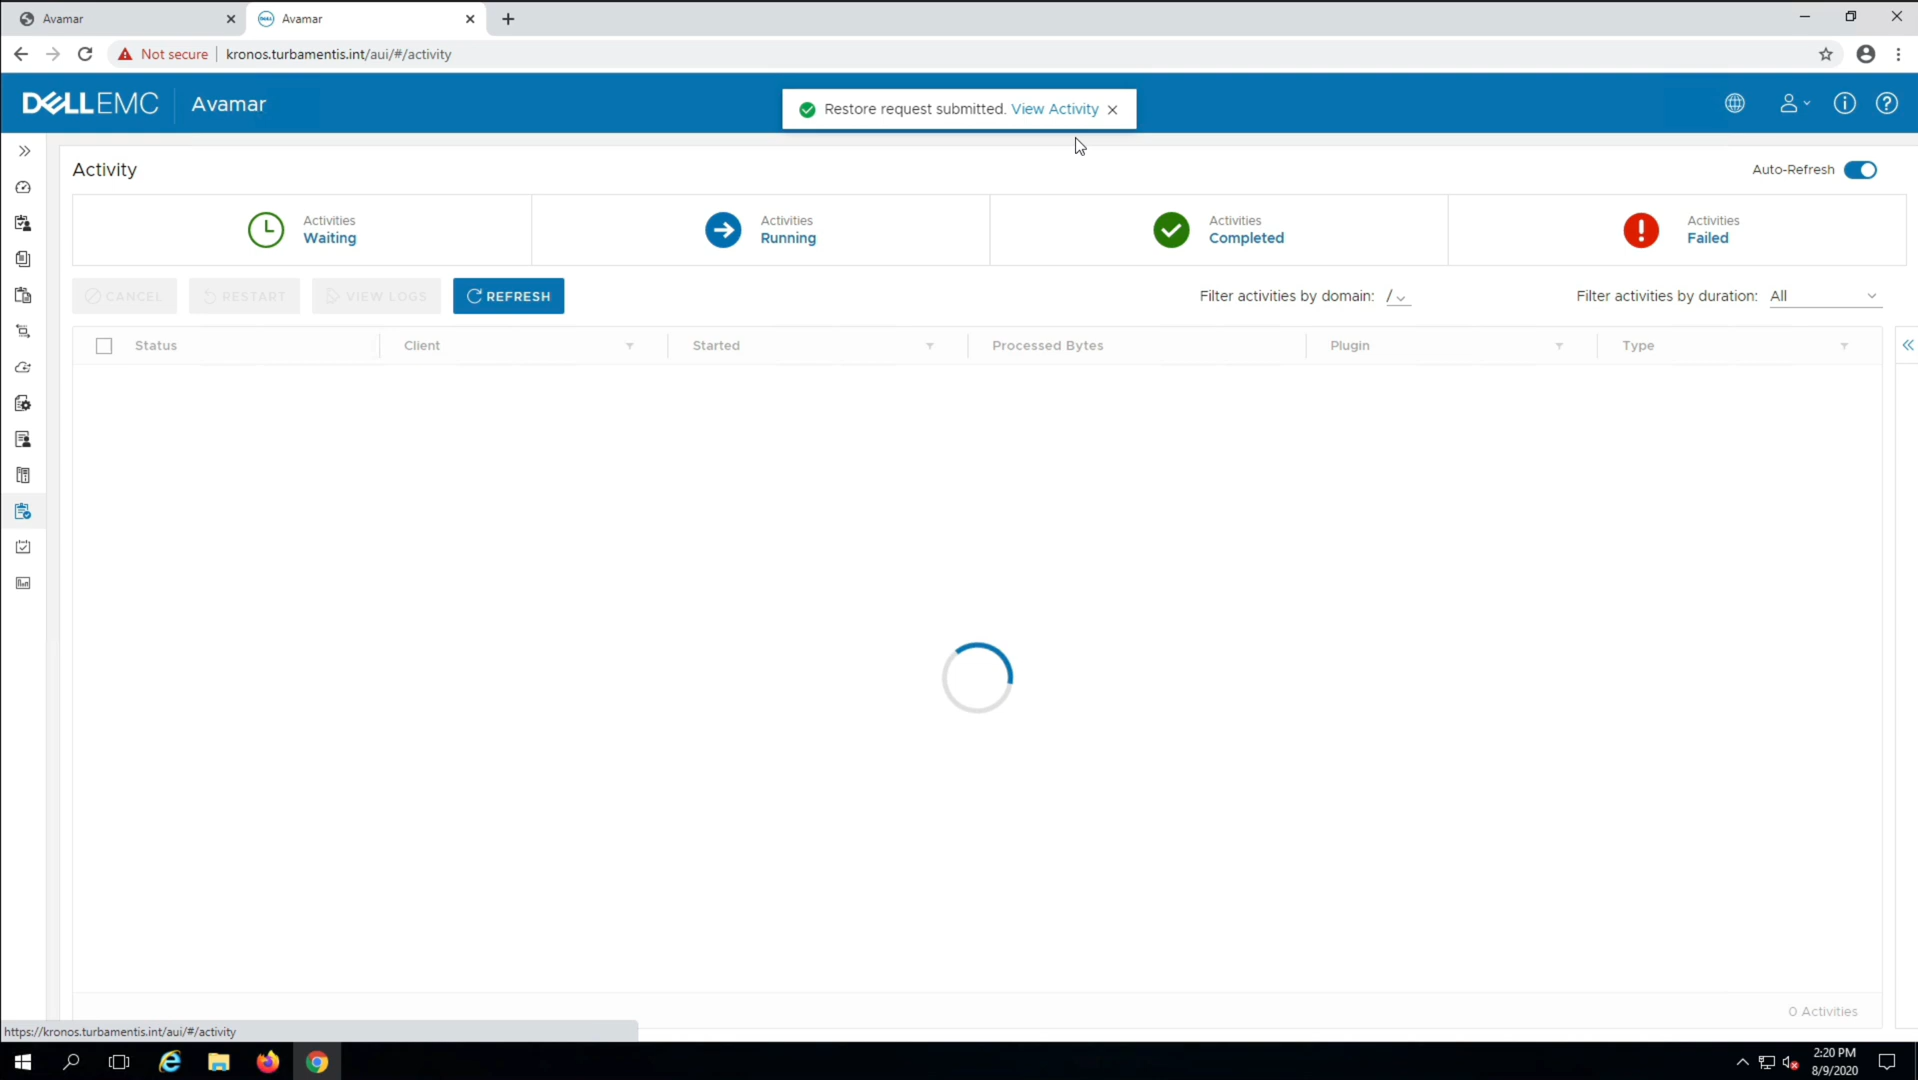 Avamar
Avamar
Not secure
kronos.turbamentis.int/aui/#/activity
DELLEMC
Avamar
Restore request submitted. View Activity
Activity
Auto-Refresh
Activities
Waiting
Activities
Running
Activities
Completed
Activities
Failed
CANCEL
RESTART
VIEW LOGS
REFRESH
Filter activities by domain: /
Filter activities by duration: All
Status
Client
Started
Processed Bytes
Plugin
Type
0 Activities
https://kronos.turbamentis.int/aui/#/activity
2:20 PM
8/9/2020